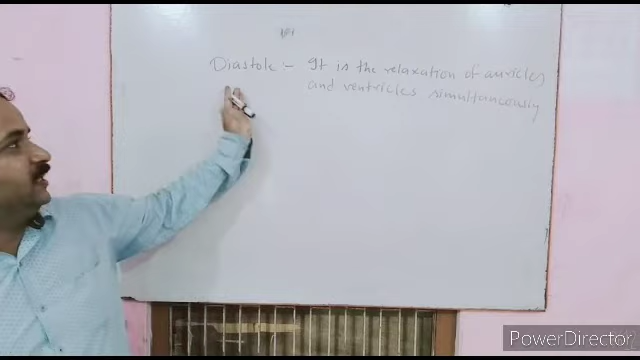 Diastole :- It is the relaxation of auricles
and ventricles simultaneously
PowerDirector